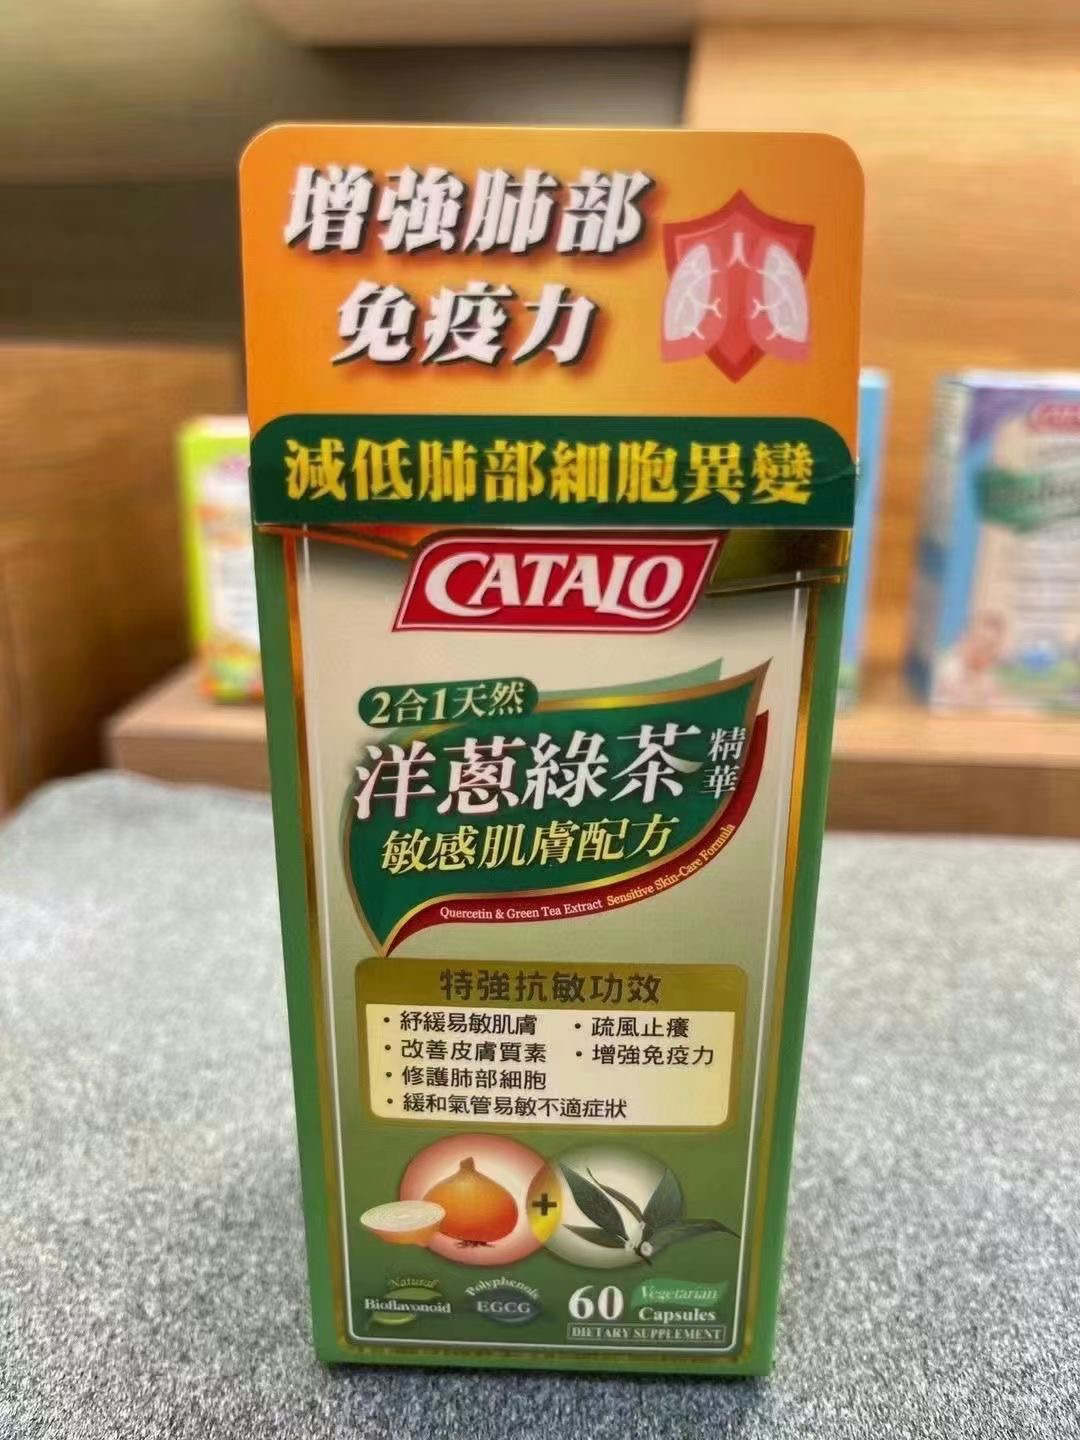 增強肺部
免疫力
減低肺部細胞異變
CATALO
2合1天然
洋蔥綠茶精華
敏感肌膚配方
Quercetin & Green Tea Extract Sensitive Skin-Care Formula
特強抗敏功效
・紓緩易敏肌膚 ・疏風止癢
・改善皮膚質素 ・增強免疫力
・修護肺部細胞
・緩和氣管易敏不適症狀
+
Natural
Bioflavonoid
Polyphenols
EGCG
60 Vegetarian
Capsules
DIETARY SUPPLEMENT